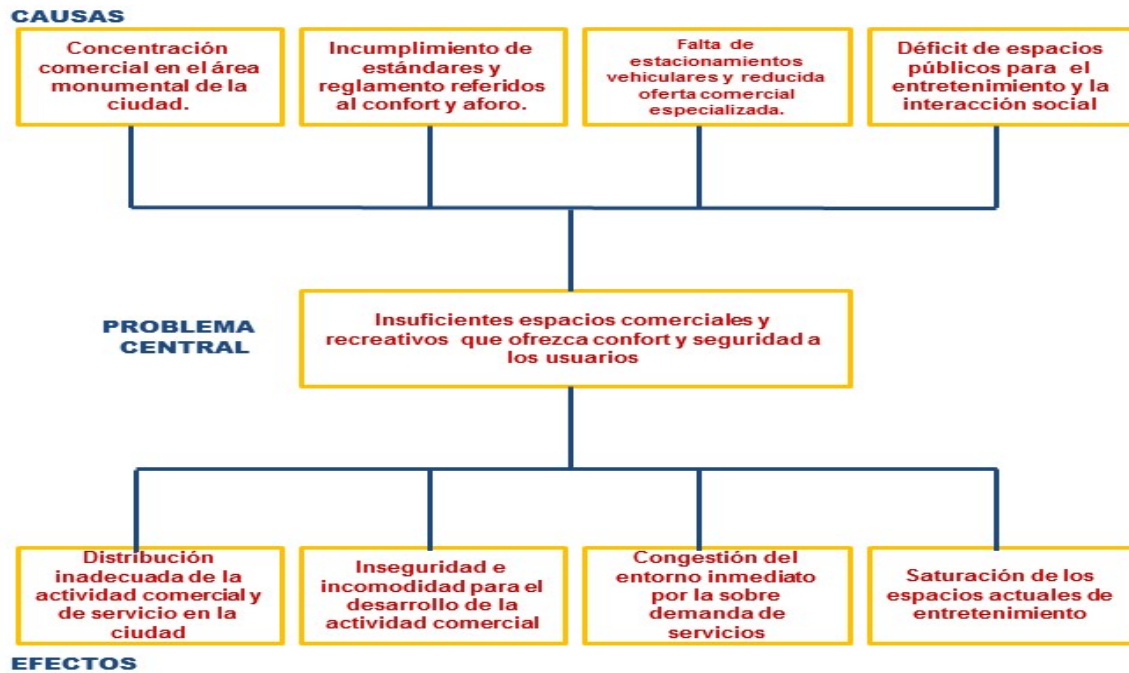 CAUSAS
Concentración
comercial en el área
monumental de la
ciudad.
Incumplimiento de
estándares y
reglamento referidos
al confort y aforo.
Falta de
estacionamientos
vehiculares y reducida
oferta comercial
especializada.
Déficit de espacios
públicos para el
entretenimiento y la
interacción social
PROBLEMA
CENTRAL
Insuficientes espacios comerciales y
recreativos que ofrezca confort y seguridad a
los usuarios
Distribución
inadecuada de la
actividad comercial y
de servicio en la
ciudad
Inseguridad e
incomodidad para el
desarrollo de la
actividad comercial
Congestión del
entorno inmediato
por la sobre
demanda de
servicios
Saturación de los
espacios actuales de
entretenimiento
EFECTOS